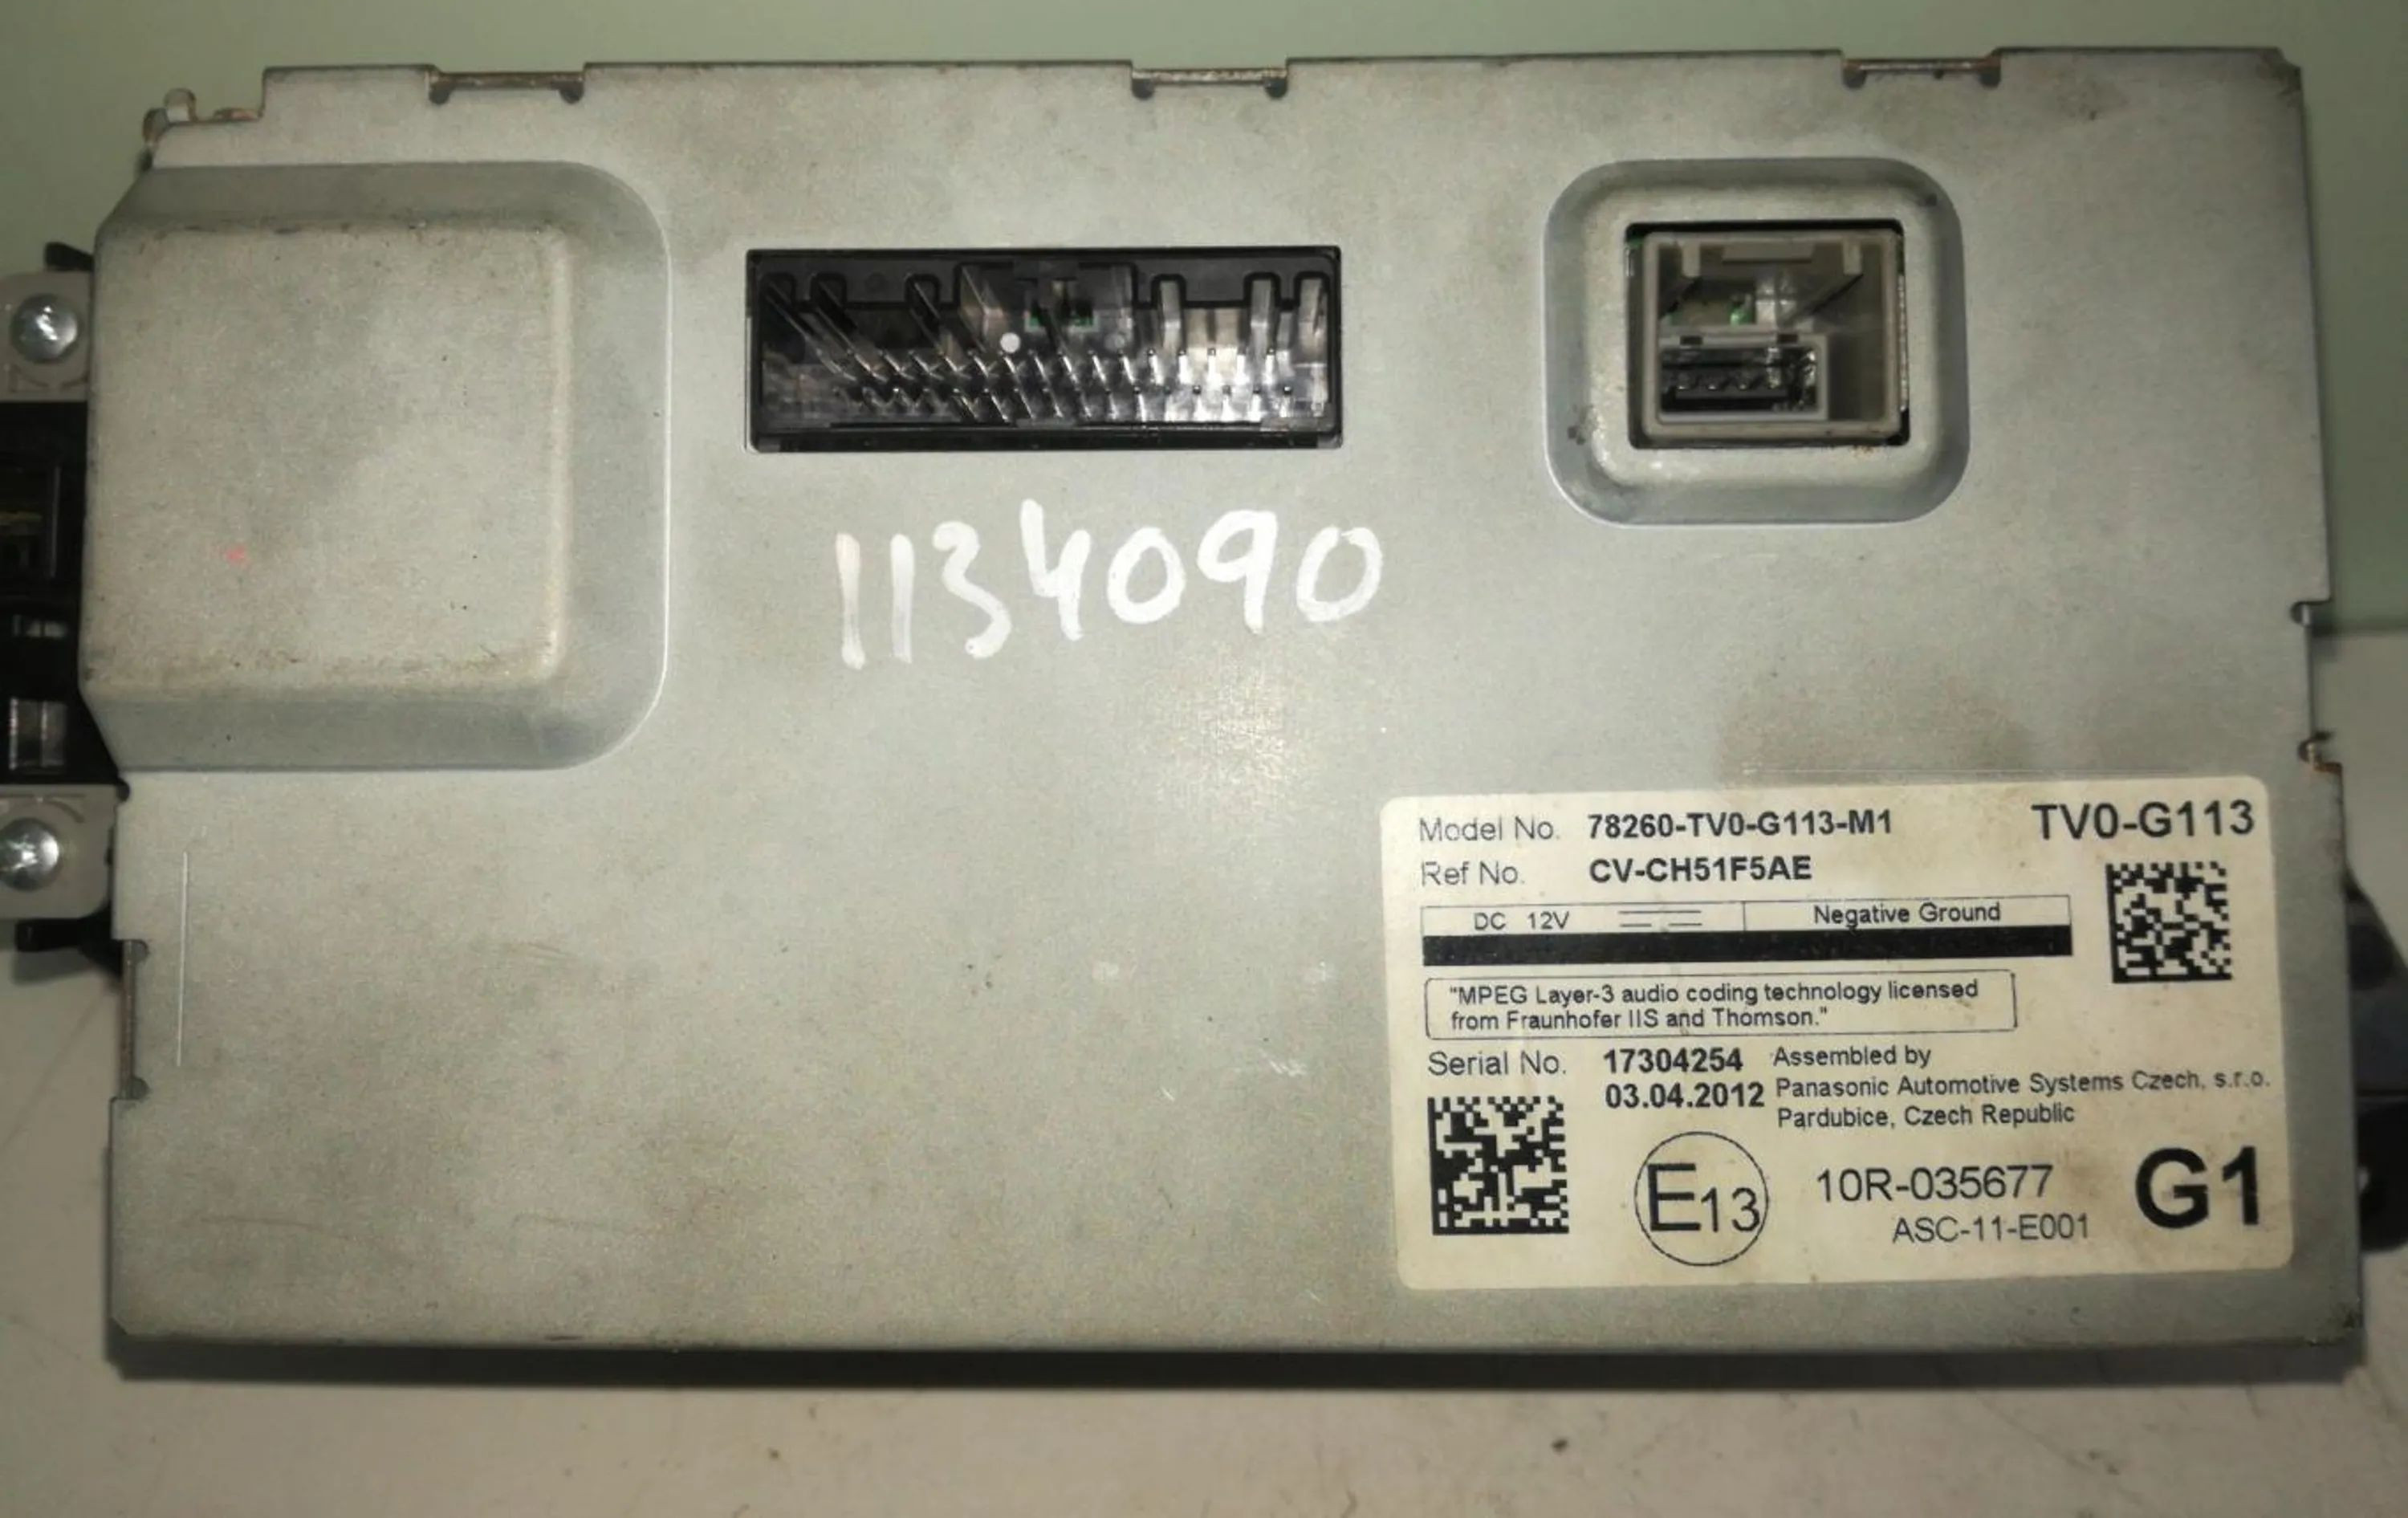 1134090
Model No. 78260-TV0-G113-M1 TV0-G113
Ref No. CV-CH51F5AE
DC 12V Negative Ground
"MPEG Layer-3 audio coding technology licensed
from Fraunhofer IIS and Thomson."
Serial No. 17304254 Assembled by
03.04.2012 Panasonic Automotive Systems Czech, s.r.o.
Pardubice, Czech Republic
E13 10R-035677 G1
ASC-11-E001